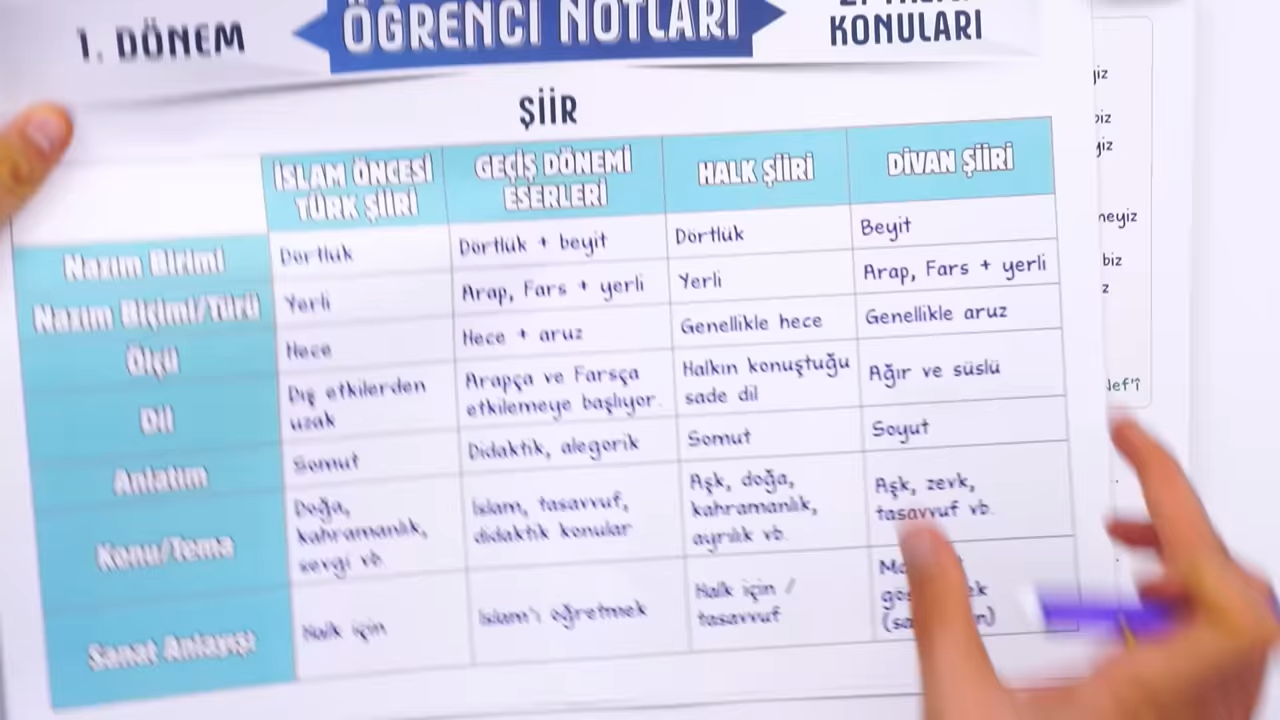 1. DÖNEM
ÖĞRENCİ NOTLARI
KONULARI
ŞİİR
İSLAM ÖNCESİ
TÜRK ŞİİRİ
GEÇİŞ DÖNEMİ
ESERLERİ
HALK ŞİİRİ
DİVAN ŞİİRİ
Nazım Birimi
Dörtlük
Dörtlük + beyit
Dörtlük
Beyit
Nazım Biçimi/Türü
Yerli
Arap, Fars + yerli
Yerli
Arap, Fars + yerli
Ölçü
Hece
Hece + aruz
Genellikle hece
Genellikle aruz
Dil
Dış etkilerden
uzak
Arapça ve Farsça
etkilemeye başlıyor.
Halkın konuştuğu
sade dil
Ağır ve süslü
Anlatım
Somut
Didaktik, alegorik
Somut
Soyut
Konu/Tema
Doğa,
kahramanlık,
sevgi vb.
İslam, tasavvuf,
didaktik konular
Aşk, doğa,
kahramanlık,
ayrılık vb.
Aşk, zevk,
tasavvuf vb.
Sanat Anlayışı
Halk için
İslam'ı öğretmek
Halk için /
tasavvuf